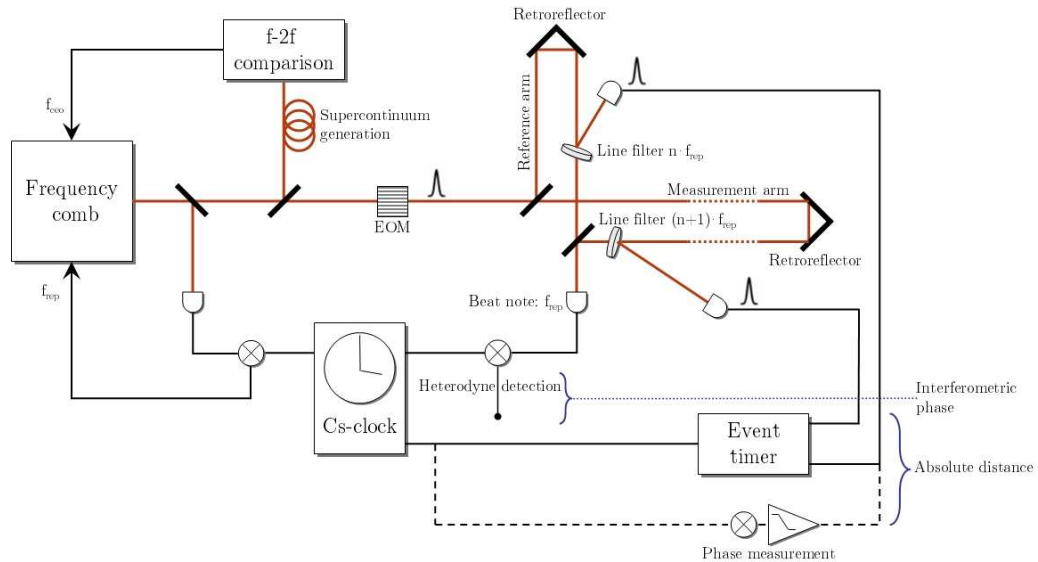 Retroreflector
f-2f
comparison
f_ceo
Supercontinuum
generation
Reference arm
Line filter n·f_rep
Frequency
comb
EOM
Measurement arm
Line filter (n+1)·f_rep
Retroreflector
f_rep
Beat note: f_rep
Heterodyne detection
Interferometric
phase
Cs-clock
Event
timer
Absolute distance
Phase measurement